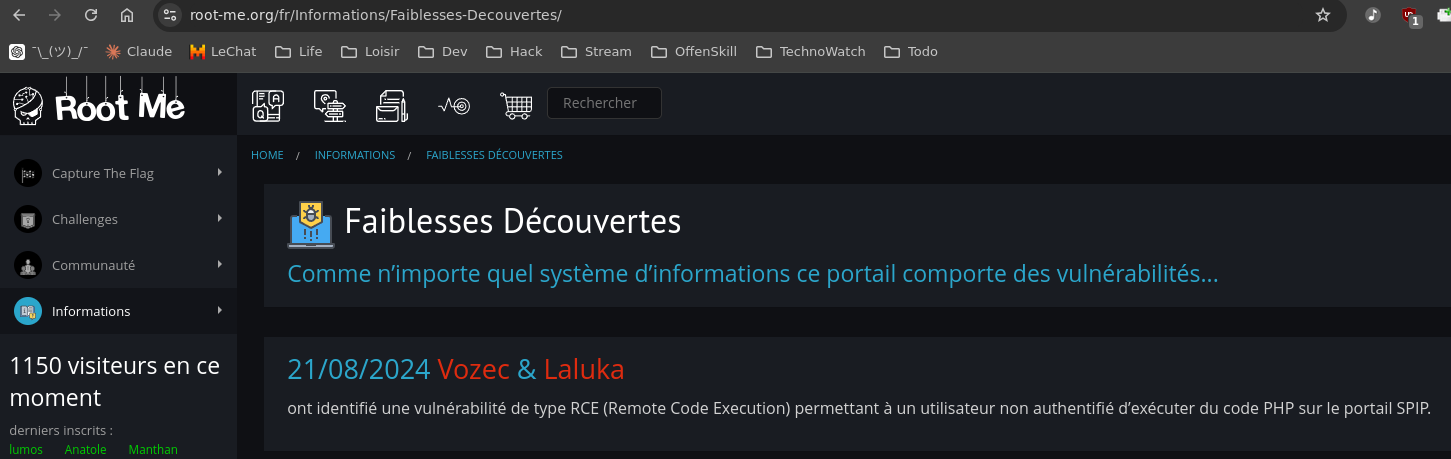 root-me.org/fr/Informations/Faiblesses-Decouvertes/
1
¯\_(ツ)_/¯ Claude LeChat Life Loisir Dev Hack Stream OffenSkill TechnoWatch Todo
Root Me
Rechercher
HOME / INFORMATIONS / FAIBLESSES DÉCOUVERTES
Capture The Flag
Challenges
Communauté
Informations
1150 visiteurs en ce
moment
derniers inscrits :
lumos Anatole Manthan
Faiblesses Découvertes
Comme n’importe quel système d’informations ce portail comporte des vulnérabilités...
21/08/2024 Vozec & Laluka
ont identifié une vulnérabilité de type RCE (Remote Code Execution) permettant à un utilisateur non authentifié d’exécuter du code PHP sur le portail SPIP.